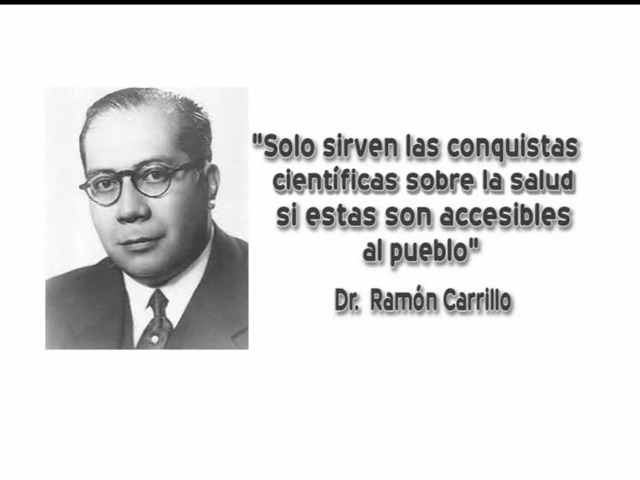 "Solo sirven las conquistas
científicas sobre la salud
si estas son accesibles
al pueblo"
Dr. Ramón Carrillo